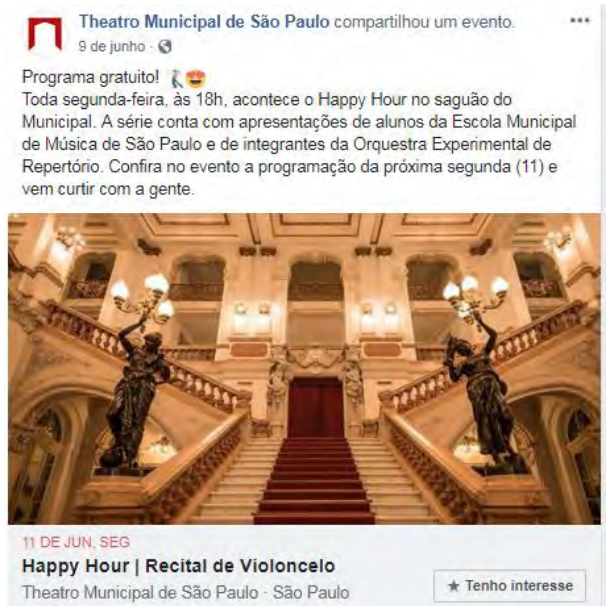 Theatro Municipal de São Paulo compartilhou um evento.
9 de junho ·
Programa gratuito!
Toda segunda-feira, às 18h, acontece o Happy Hour no saguão do
Municipal. A série conta com apresentações de alunos da Escola Municipal
de Música de São Paulo e de integrantes da Orquestra Experimental de
Repertório. Confira no evento a programação da próxima segunda (11) e
vem curtir com a gente.
11 DE JUN, SEG
Happy Hour | Recital de Violoncelo
Theatro Municipal de São Paulo · São Paulo
★ Tenho interesse